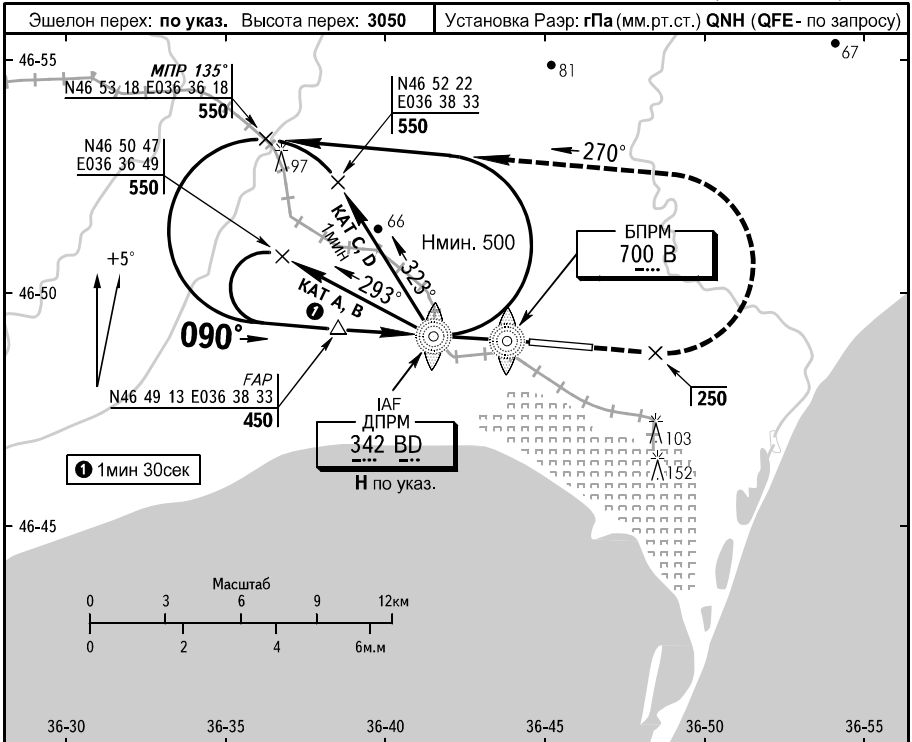 Эшелон перех: по указ. Высота перех: 3050
Установка Раэр: гПа (мм.рт.ст.) QNH (QFE - по запросу)
67
46-55
81
МПР 135°
N46 53 18 E036 36 18
550
N46 52 22
E036 38 33
550
N46 50 47
E036 36 49
550
97
270°
66
КАТ C, D
1мин
323°
Hмин. 500
БПРМ
700 B
+5°
46-50
293°
КАТ A, B
1
090°
FAP
N46 49 13 E036 38 33
450
250
IAF
ДПРМ
342 BD
H по указ.
103
152
1 1мин 30сек
46-45
Масштаб
0 3 6 9 12км
0 2 4 6м.м
36-30 36-35 36-40 36-45 36-50 36-55